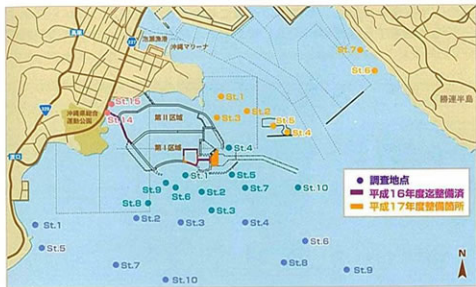 泡瀬漁港
沖縄マリーナ
勝連半島
沖縄県総合
運動公園
第Ⅱ区域
第Ⅰ区域
St.7
St.6
St.1
St.2
St.3
St.5
St.4
St.15
St.14
St.4
St.1
St.5
St.9
St.6
St.2
St.7
St.10
St.8
St.3
St.1
St.2
St.3
St.4
St.5
St.6
St.7
St.8
St.9
St.10
調査地点
平成16年度迄整備済
平成17年度整備箇所
N